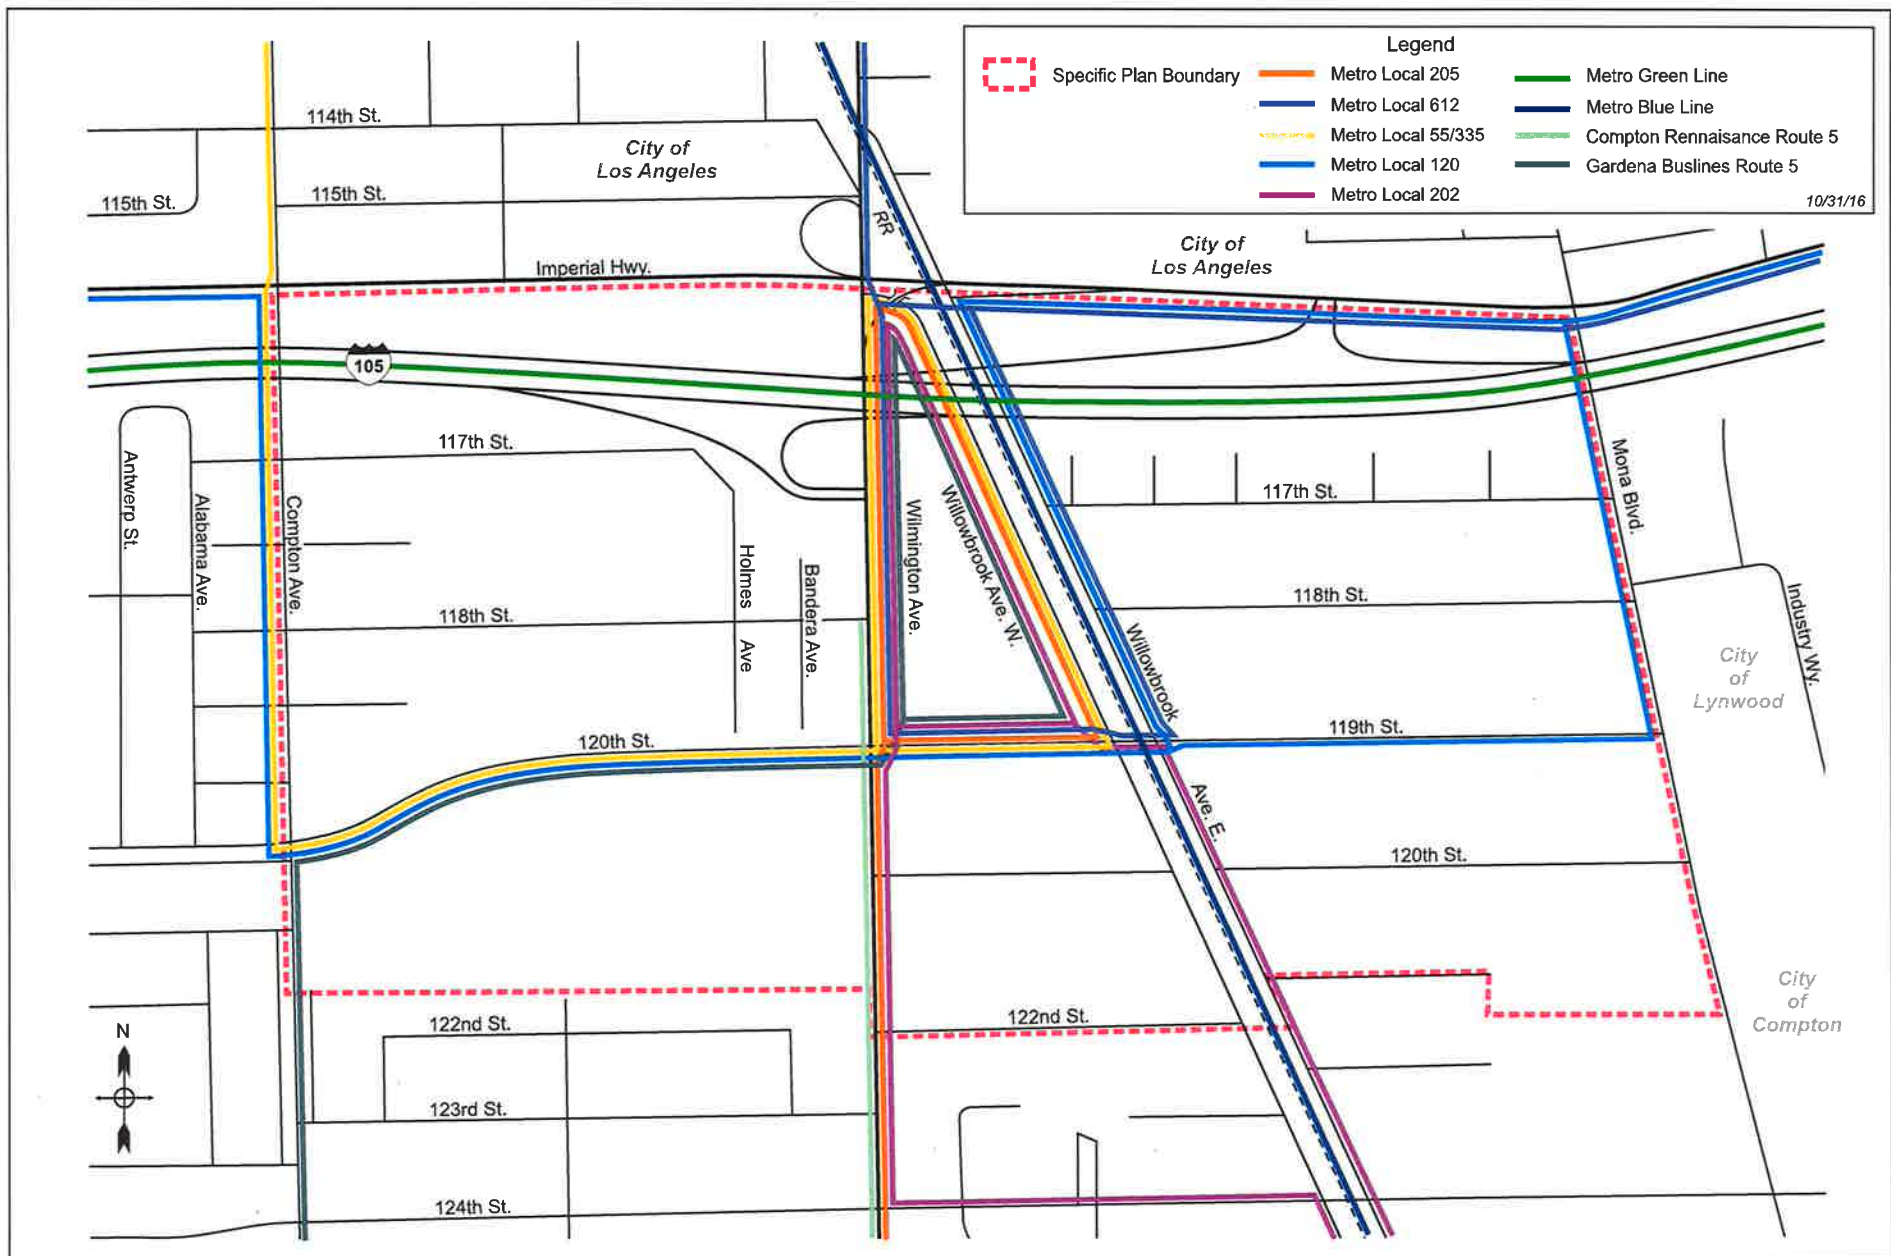 Legend
Specific Plan Boundary
Metro Local 205
Metro Local 612
Metro Local 55/335
Metro Local 120
Metro Local 202
Metro Green Line
Metro Blue Line
Compton Rennaisance Route 5
Gardena Buslines Route 5
10/31/16
114th St.
City of
Los Angeles
115th St.
115th St.
RR
City of
Los Angeles
Imperial Hwy.
105
117th St.
Antwerp St.
Alabama Ave.
Compton Ave.
Holmes
Ave
Bandera Ave.
Wilmington Ave.
Willowbrook Ave. W.
117th St.
Mona Blvd.
118th St.
118th St.
Willowbrook
Ave. E.
Industry Wy.
City
of
Lynwood
120th St.
119th St.
120th St.
City
of
Compton
122nd St.
122nd St.
N
123rd St.
124th St.